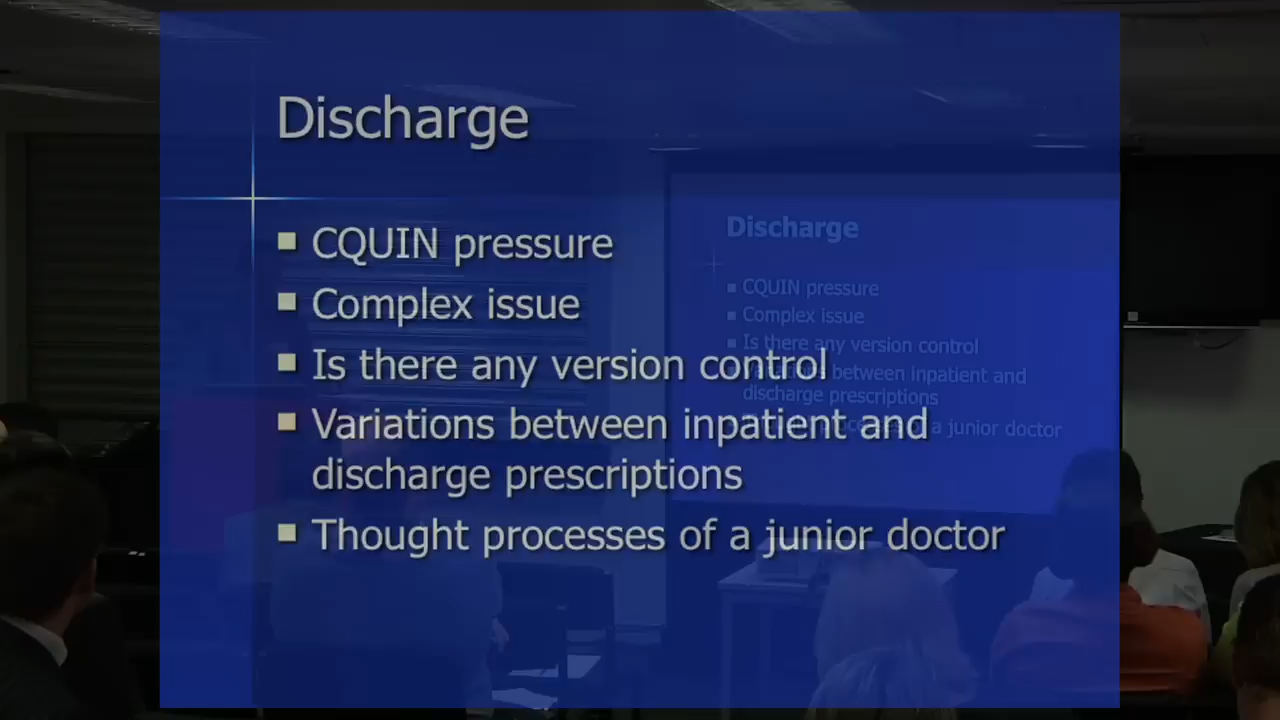 Discharge
CQUIN pressure
Complex issue
Is there any version control
Variations between inpatient and
discharge prescriptions
Thought processes of a junior doctor
Discharge
CQUIN pressure
Complex issue
Is there any version control
between inpatient and
discharge prescriptions
a junior doctor